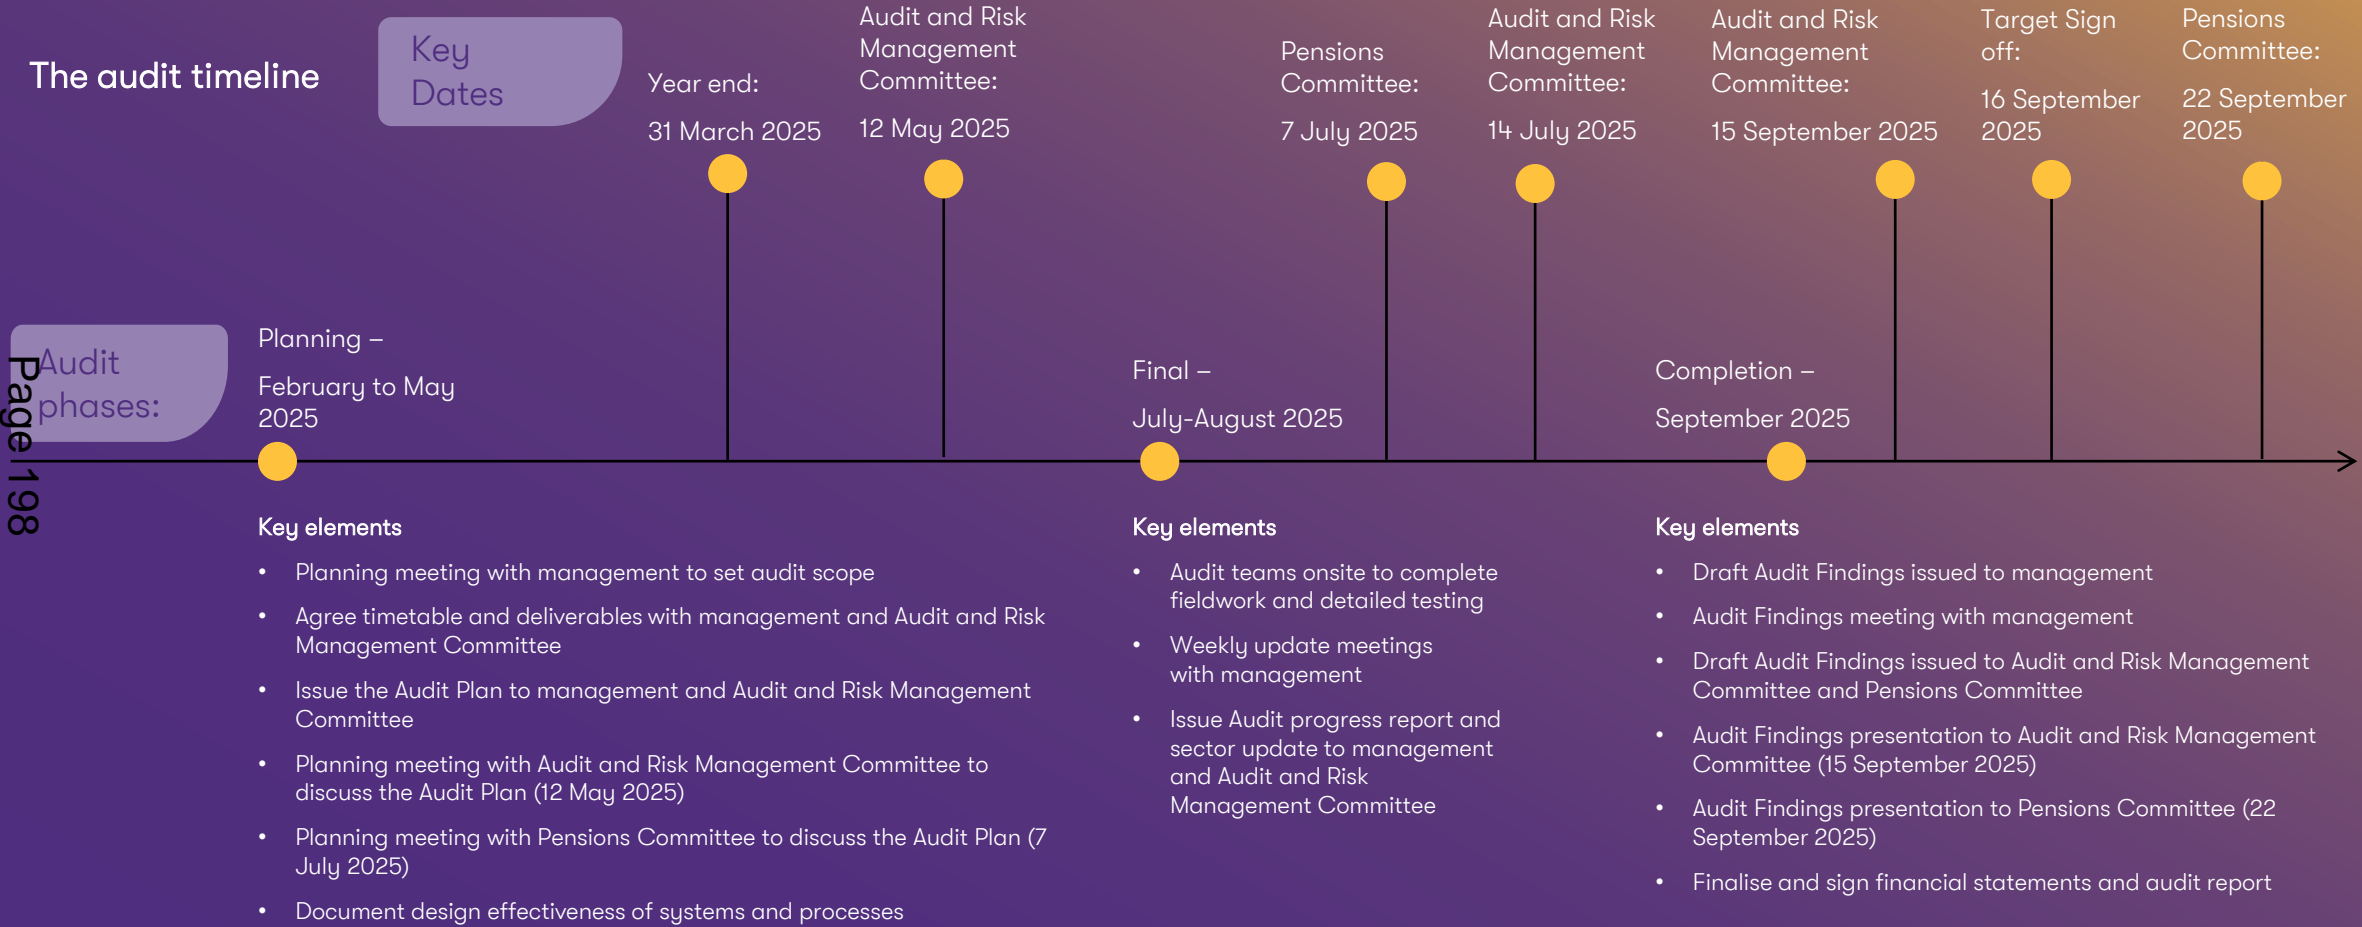 The audit timeline
Key
Dates
Year end:
31 March 2025
Audit and Risk
Management
Committee:
12 May 2025
Pensions
Committee:
7 July 2025
Audit and Risk
Management
Committee:
14 July 2025
Audit and Risk
Management
Committee:
15 September 2025
Target Sign
off:
16 September
2025
Pensions
Committee:
22 September
2025
Audit
phases:
Page 198
Planning –
February to May
2025
Final –
July-August 2025
Completion –
September 2025
Key elements
• Planning meeting with management to set audit scope
• Agree timetable and deliverables with management and Audit and Risk
Management Committee
• Issue the Audit Plan to management and Audit and Risk Management
Committee
• Planning meeting with Audit and Risk Management Committee to
discuss the Audit Plan (12 May 2025)
• Planning meeting with Pensions Committee to discuss the Audit Plan (7
July 2025)
• Document design effectiveness of systems and processes
Key elements
• Audit teams onsite to complete
fieldwork and detailed testing
• Weekly update meetings
with management
• Issue Audit progress report and
sector update to management
and Audit and Risk
Management Committee
Key elements
• Draft Audit Findings issued to management
• Audit Findings meeting with management
• Draft Audit Findings issued to Audit and Risk Management
Committee and Pensions Committee
• Audit Findings presentation to Audit and Risk Management
Committee (15 September 2025)
• Audit Findings presentation to Pensions Committee (22
September 2025)
• Finalise and sign financial statements and audit report